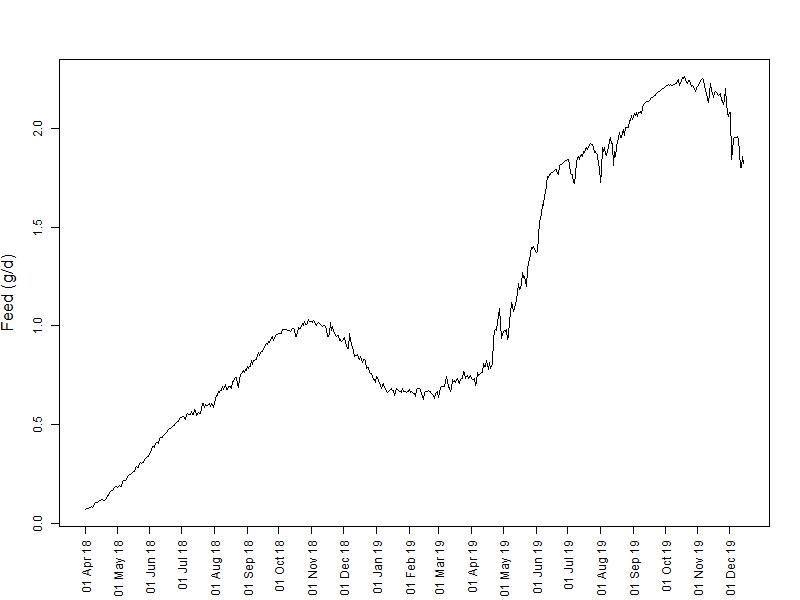 Feed (g/d)
2.0
1.5
1.0
0.5
0.0
01 Apr 18
01 May 18
01 Jun 18
01 Jul 18
01 Aug 18
01 Sep 18
01 Oct 18
01 Nov 18
01 Dec 18
01 Jan 19
01 Feb 19
01 Mar 19
01 Apr 19
01 May 19
01 Jun 19
01 Jul 19
01 Aug 19
01 Sep 19
01 Oct 19
01 Nov 19
01 Dec 19